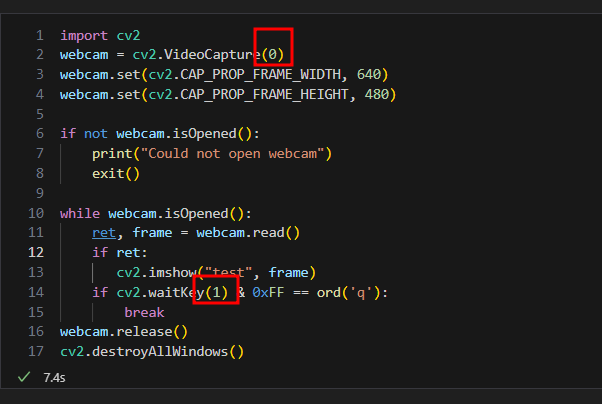 1 import cv2
2 webcam = cv2.VideoCapture(0)
3 webcam.set(cv2.CAP_PROP_FRAME_WIDTH, 640)
4 webcam.set(cv2.CAP_PROP_FRAME_HEIGHT, 480)
5
6 if not webcam.isOpened():
7     print("Could not open webcam")
8     exit()
9
10 while webcam.isOpened():
11     ret, frame = webcam.read()
12     if ret:
13        cv2.imshow("test", frame)
14     if cv2.waitKey(1) & 0xFF == ord('q'):
15         break
16 webcam.release()
17 cv2.destroyAllWindows()
7.4s